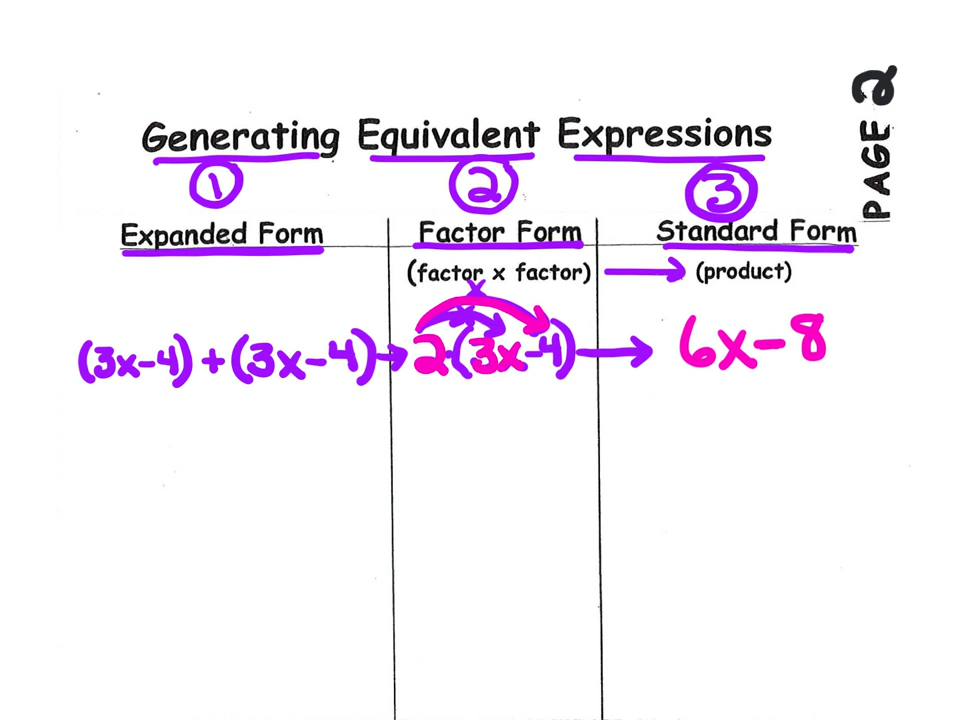 PAGE 2
Generating Equivalent Expressions
1 2 3
Expanded Form Factor Form Standard Form
(factor x factor) → (product)
(3x-4) + (3x-4) → 2·(3x-4) → 6x-8
x x